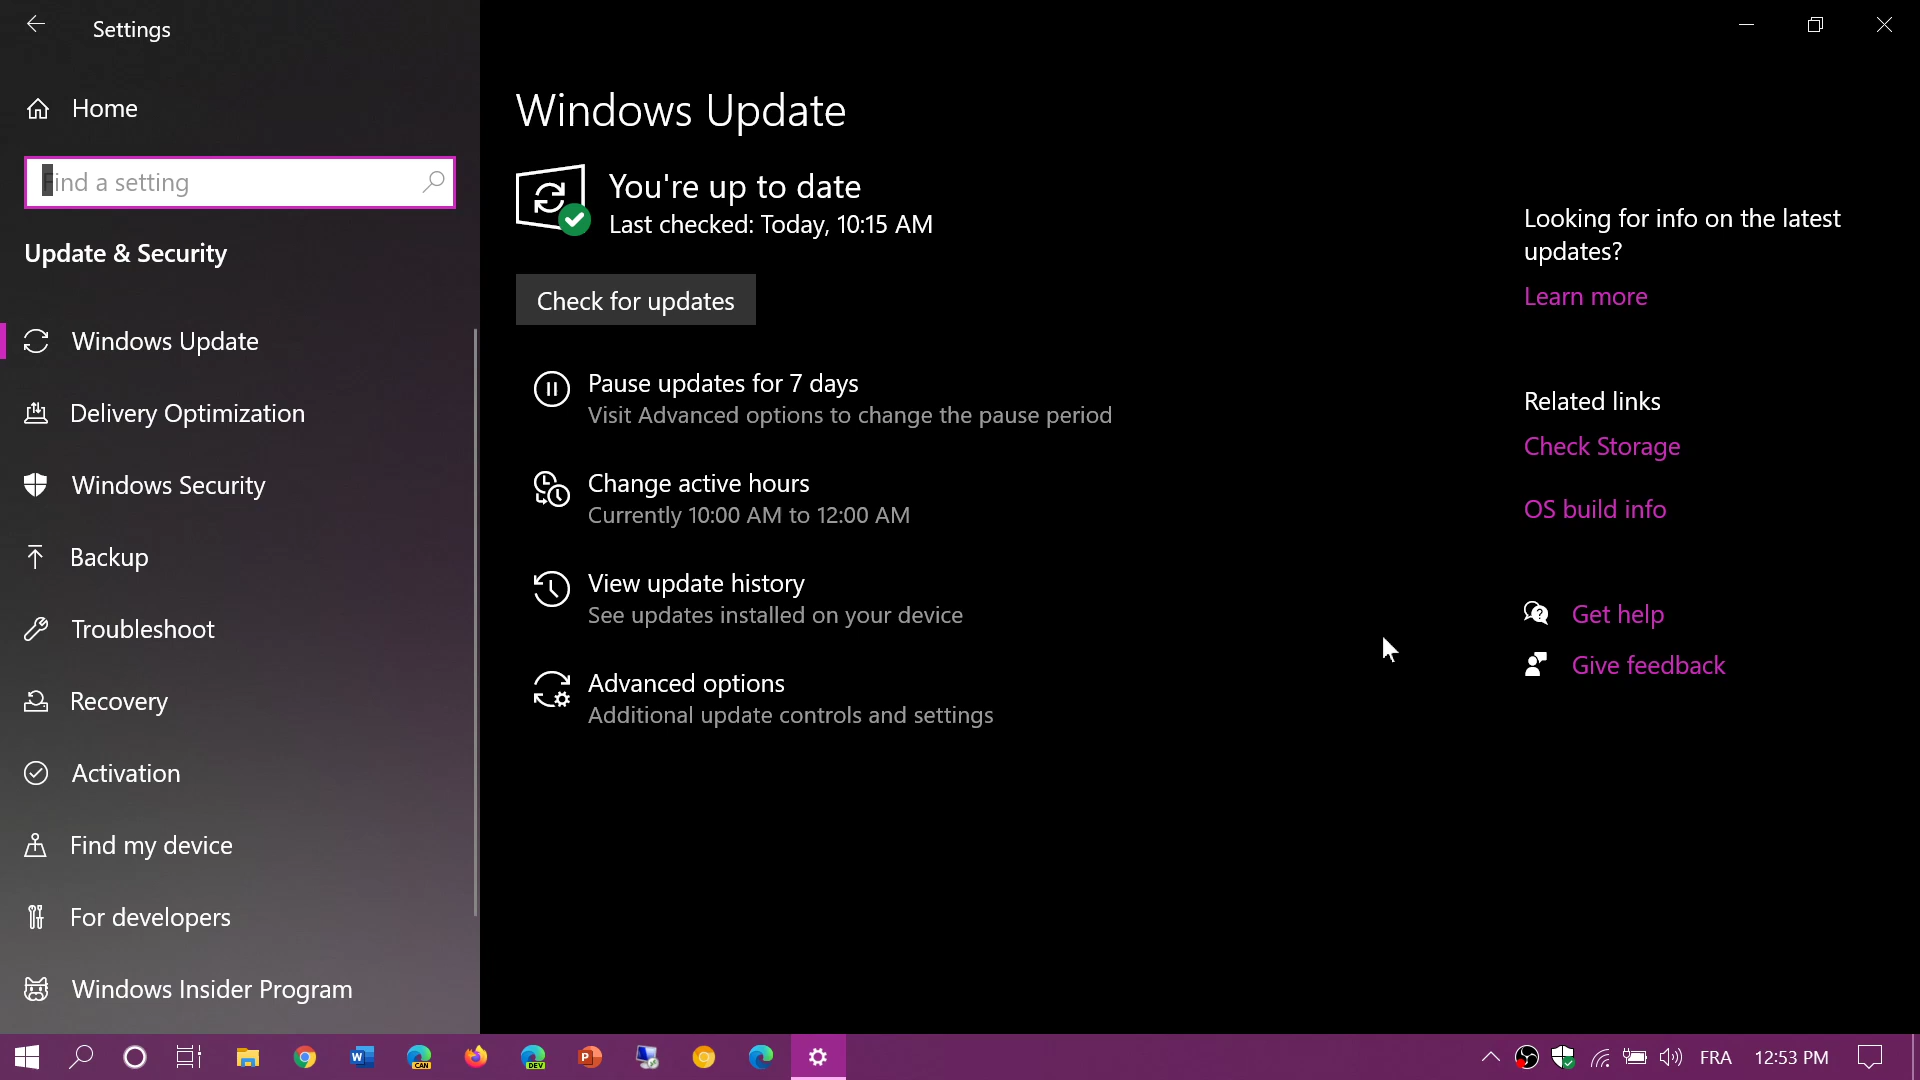 Settings
Home
Find a setting
Update & Security
Windows Update
Delivery Optimization
Windows Security
Backup
Troubleshoot
Recovery
Activation
Find my device
For developers
Windows Insider Program
Windows Update
You're up to date
Last checked: Today, 10:15 AM
Check for updates
Pause updates for 7 days
Visit Advanced options to change the pause period
Change active hours
Currently 10:00 AM to 12:00 AM
View update history
See updates installed on your device
Advanced options
Additional update controls and settings
Looking for info on the latest
updates?
Learn more
Related links
Check Storage
OS build info
Get help
Give feedback
W
CAN
DEV
P
FRA
12:53 PM